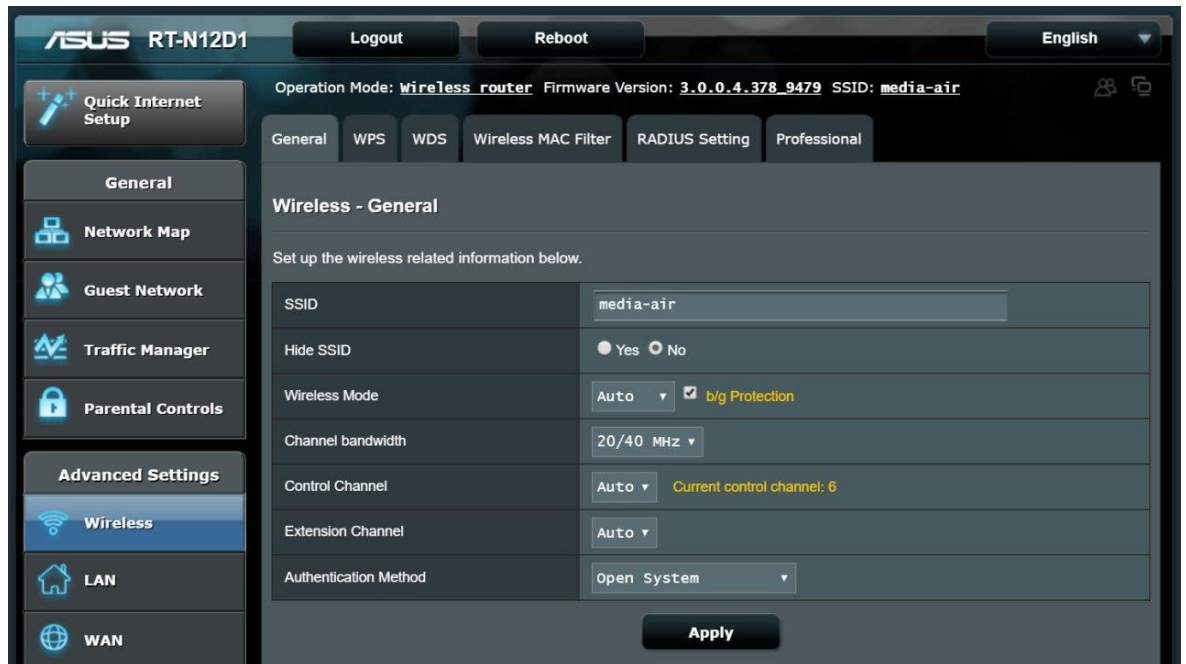 ASUS RT-N12D1
Logout
Reboot
English
Quick Internet
Setup
Operation Mode: Wireless router Firmware Version: 3.0.0.4.378_9479 SSID: media-air
General
WPS
WDS
Wireless MAC Filter
RADIUS Setting
Professional
General
Network Map
Guest Network
Traffic Manager
Parental Controls
Advanced Settings
Wireless
LAN
WAN
Wireless - General
Set up the wireless related information below.
SSID media-air
Hide SSID Yes No
Wireless Mode Auto b/g Protection
Channel bandwidth 20/40 MHz
Control Channel Auto Current control channel: 6
Extension Channel Auto
Authentication Method Open System
Apply